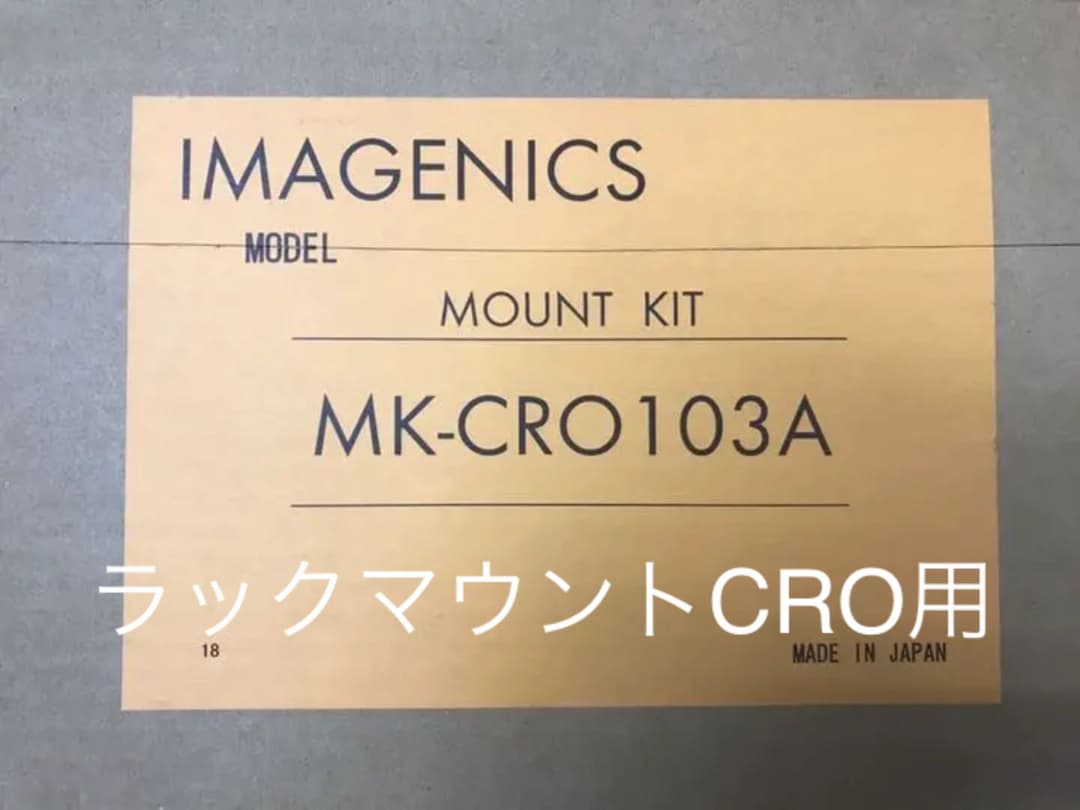 IMAGENICS
MODEL
MOUNT KIT
MK-CRO103A
ラックマウントCRO用
18
MADE IN JAPAN